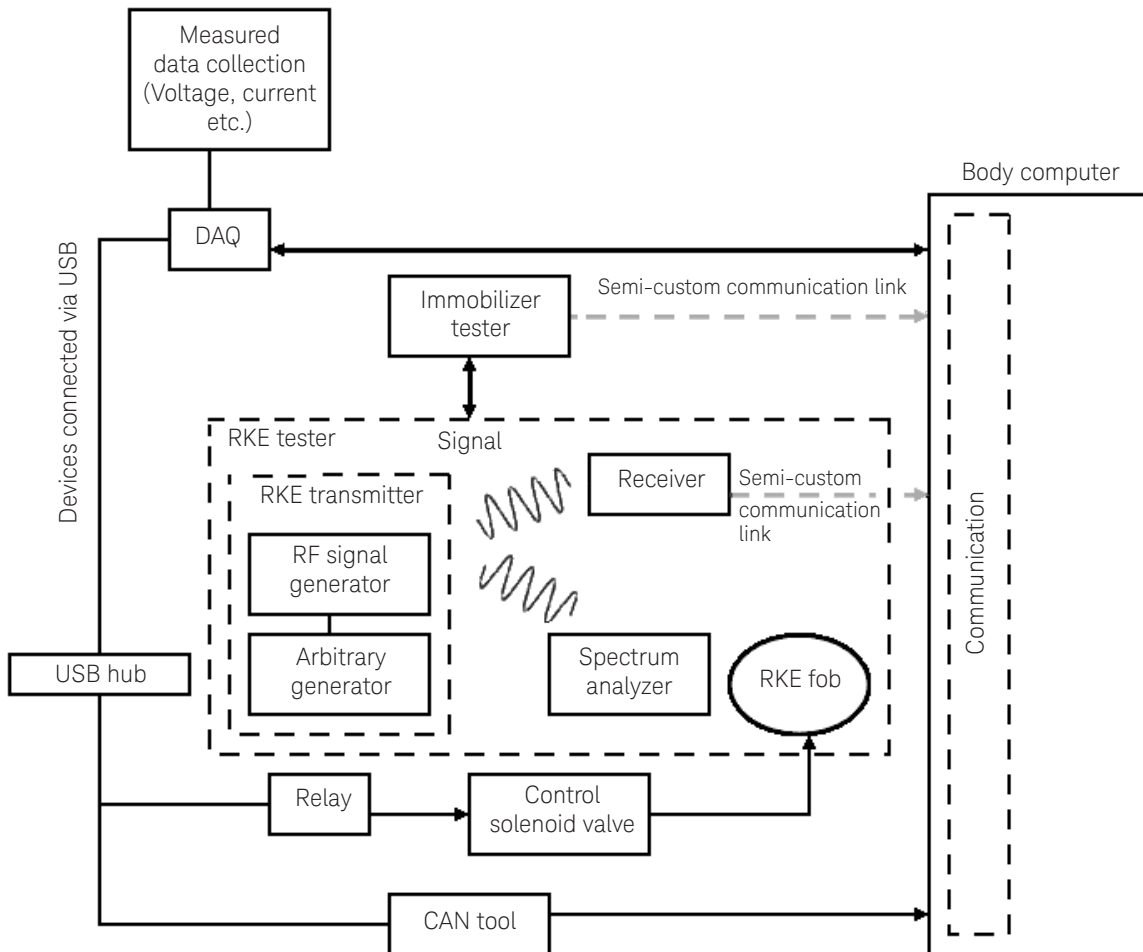 Measured
data collection
(Voltage, current
etc.)
Body computer
DAQ
Devices connected via USB
Immobilizer
tester
Semi-custom communication link
RKE tester
Signal
RKE transmitter
Receiver
Semi-custom
communication
link
RF signal
generator
Communication
Arbitrary
generator
Spectrum
analyzer
RKE fob
USB hub
Relay
Control
solenoid valve
CAN tool